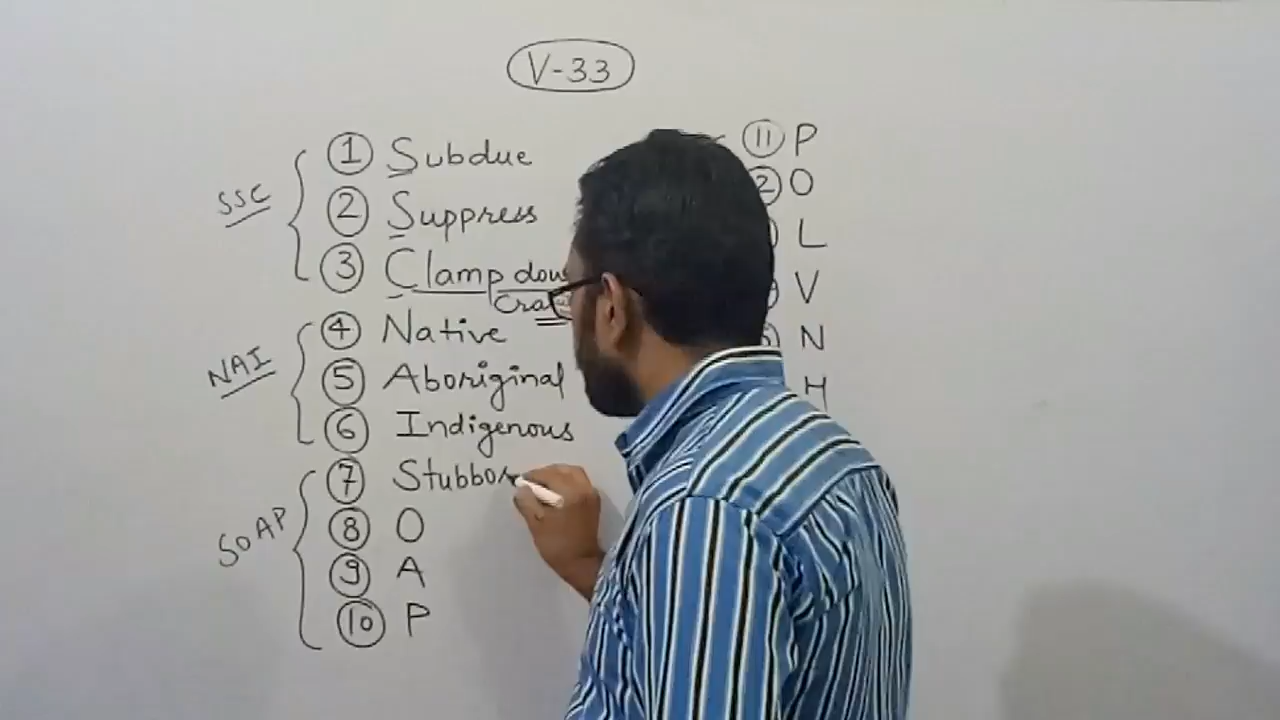 V-33
SSC
1 Subdue
2 Suppress
3 Clamp
NAI
4 Native
5 Aboriginal
6 Indigenous
SOAP
7 Stubbor
8 O
9 A
10 P
11 P
O
L
V
N
H